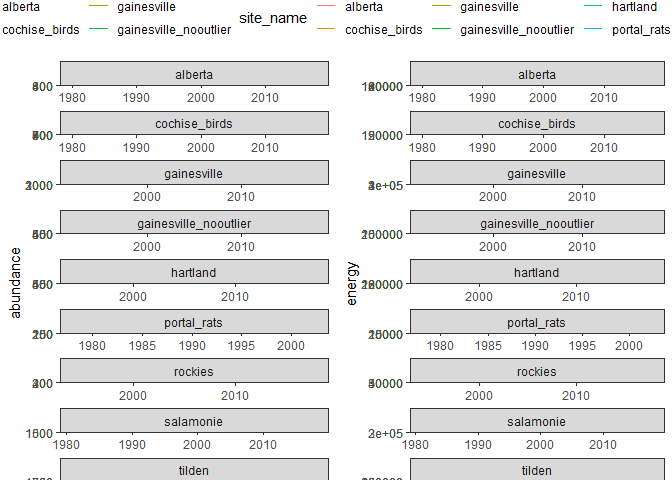 alberta gainesville
cochise_birds gainesville_nooutlier
site_name
alberta gainesville hartland
cochise_birds gainesville_nooutlier portal_rats
abundance
alberta
1980 1990 2000 2010
cochise_birds
1980 1990 2000 2010
gainesville
2000 2010
gainesville_nooutlier
2000 2010
hartland
2000 2010
portal_rats
1980 1985 1990 1995 2000
rockies
2000 2010
salamonie
1980 1990 2000 2010
tilden
energy
alberta
1980 1990 2000 2010
cochise_birds
1980 1990 2000 2010
gainesville
2000 2010
gainesville_nooutlier
2000 2010
hartland
2000 2010
portal_rats
1980 1985 1990 1995 2000
rockies
2000 2010
salamonie
1980 1990 2000 2010
tilden